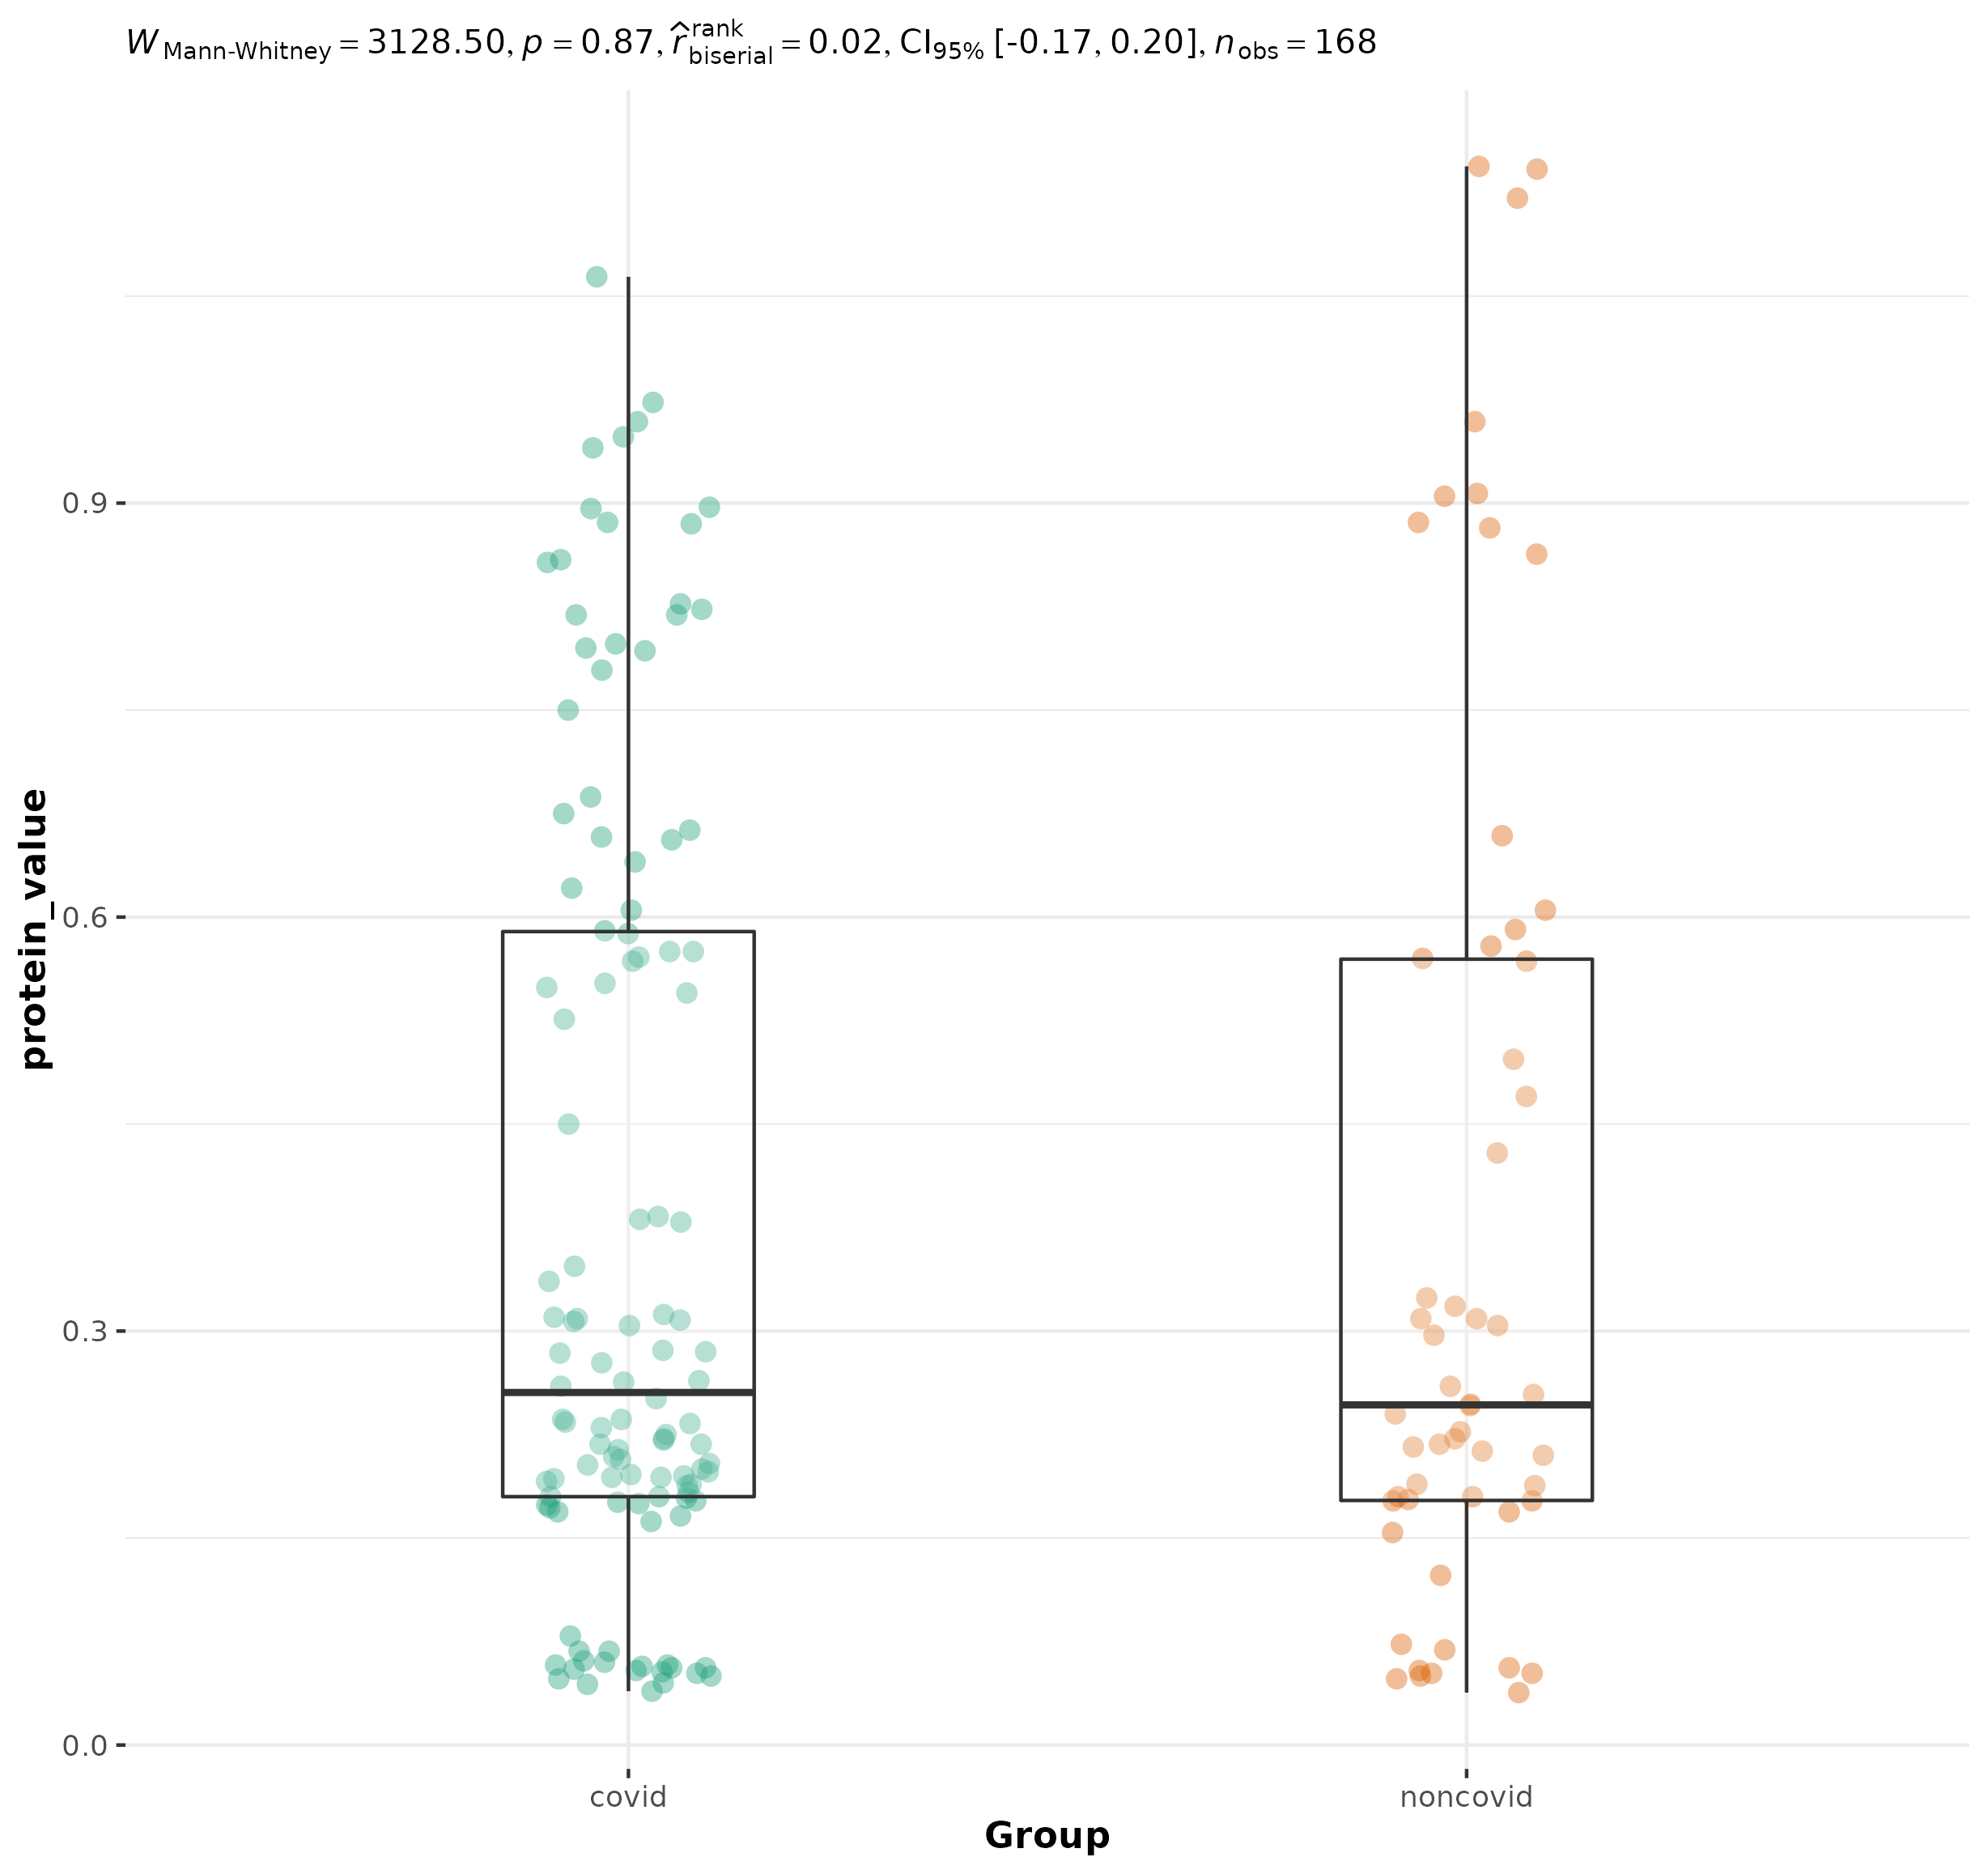 W Mann-Whitney = 3128.50, p = 0.87, r̂ rank biserial = 0.02, CI95% [-0.17, 0.20], nobs = 168
protein_value
0.9
0.6
0.3
0.0
covid noncovid
Group